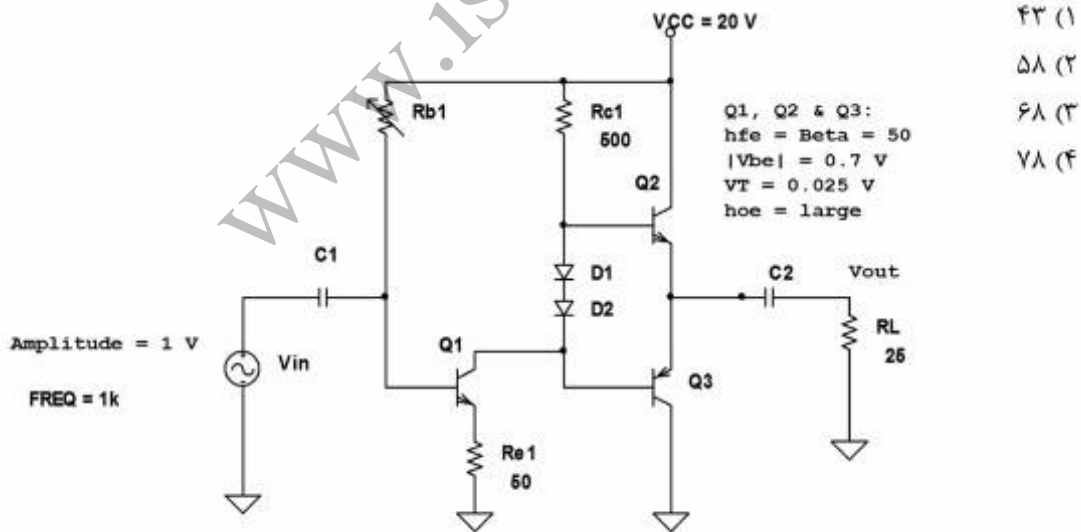 VCC = 20 V
۱) ۴۳
۲) ۵۸
۳) ۶۸
۴) ۷۸
www.1s
Rb1
Rc1
500
Q1, Q2 & Q3:
hfe = Beta = 50
|Vbe| = 0.7 V
VT = 0.025 V
hoe = large
Q2
C1
D1
D2
C2
Vout
Amplitude = 1 V
Vin
Q1
RL
25
Q3
FREQ = 1k
Re1
50